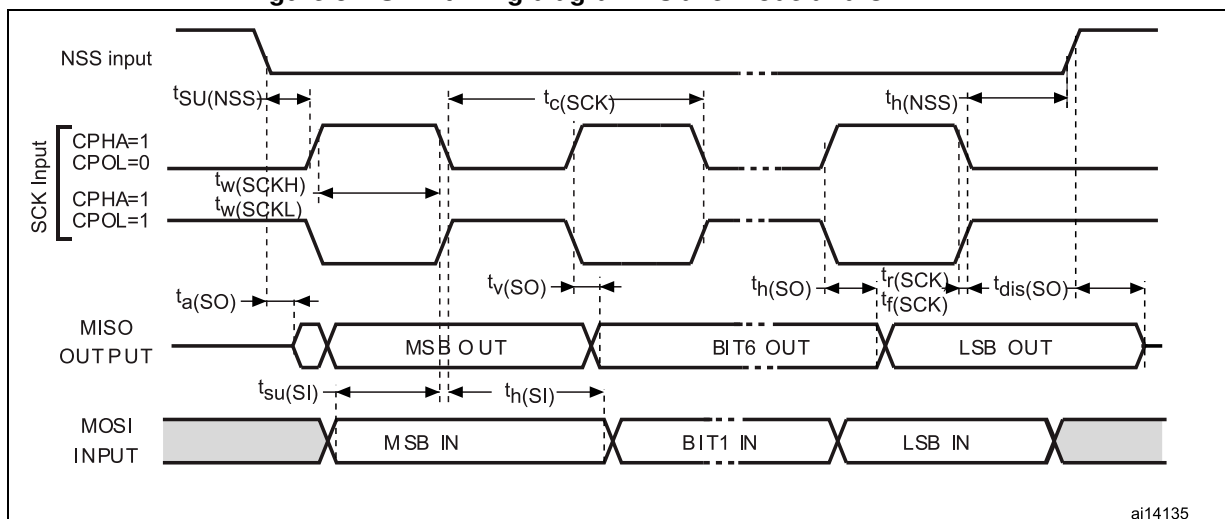 NSS input
tSU(NSS)
tc(SCK)
th(NSS)
SCK Input
CPHA=1
CPOL=0
tw(SCKH)
tw(SCKL)
CPHA=1
CPOL=1
ta(SO)
tv(SO)
th(SO)
tr(SCK)
tf(SCK)
tdis(SO)
MISO
OUTPUT
MSB OUT
BIT6 OUT
LSB OUT
tsu(SI)
th(SI)
MOSI
INPUT
MSB IN
BIT1 IN
LSB IN
ai14135